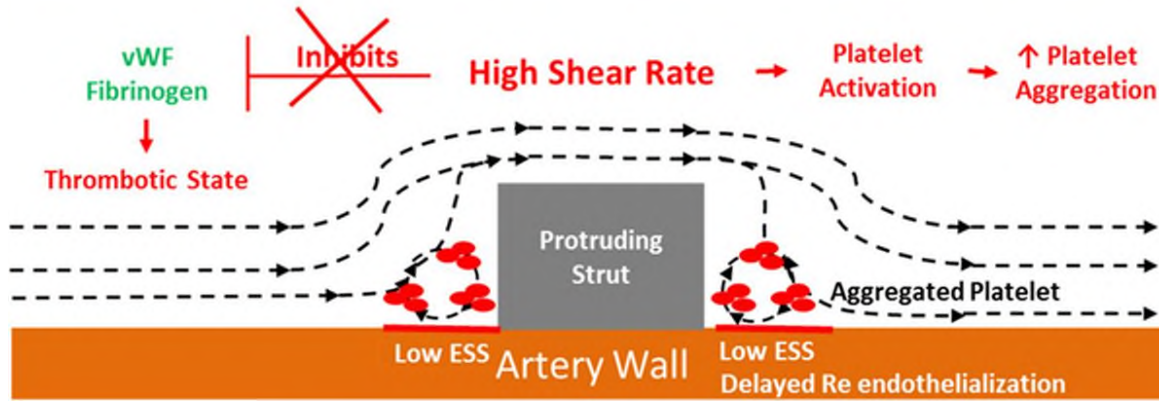 vWF
Fibrinogen
Thrombotic State
Inhibits
High Shear Rate
Platelet
Activation
↑ Platelet
Aggregation
Protruding
Strut
Aggregated Platelet
Low ESS
Artery Wall
Low ESS
Delayed Re endothelialization